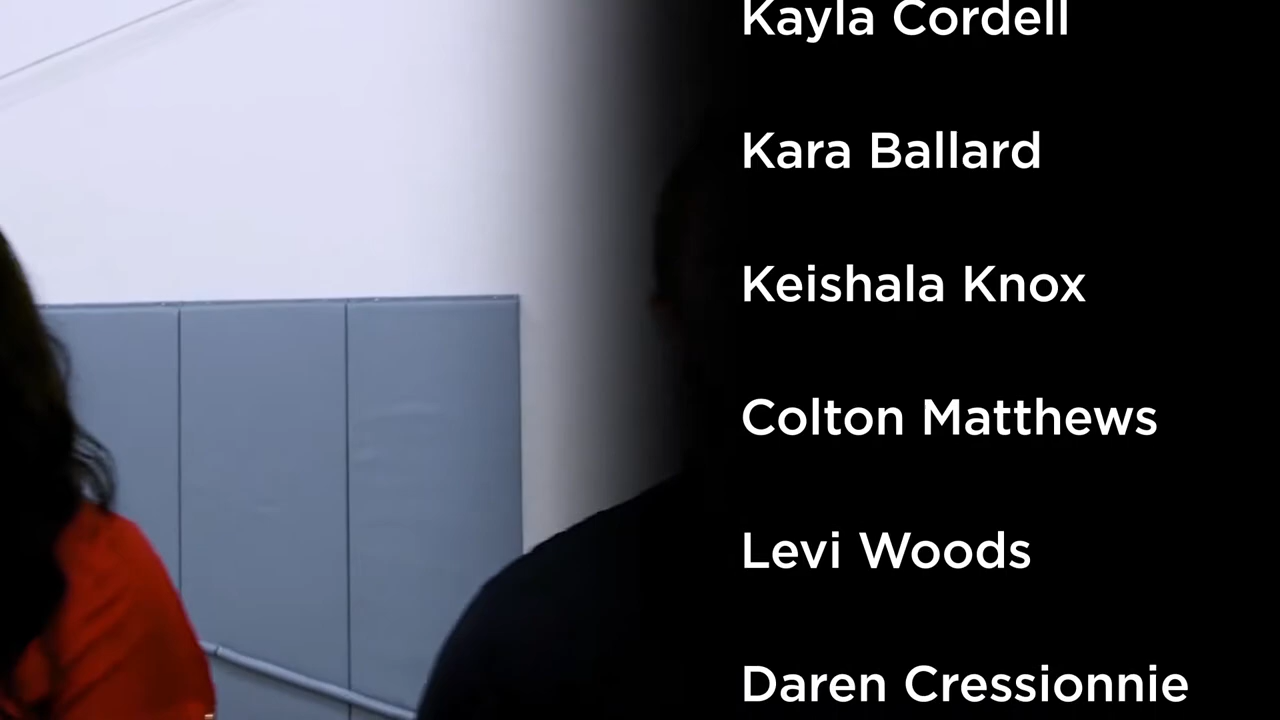 Kayla Cordell
Kara Ballard
Keishala Knox
Colton Matthews
Levi Woods
Daren Cressionnie